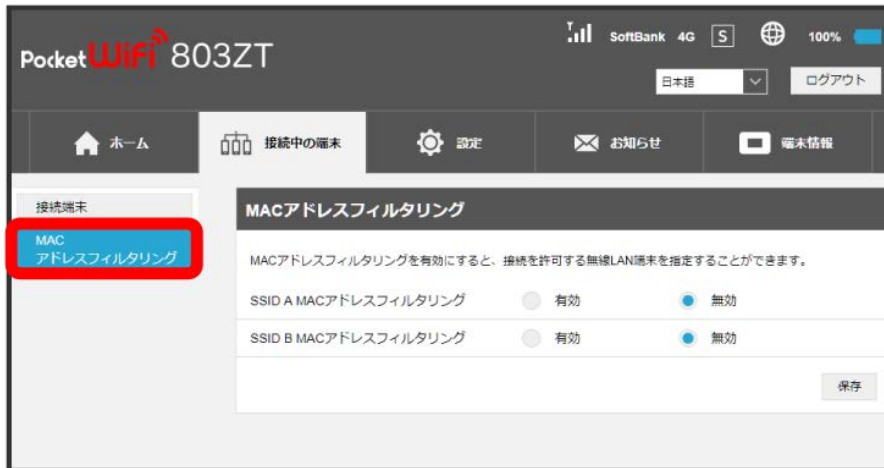 Pocket WiFi 803ZT
SoftBank 4G S 100%
日本語 ログアウト
ホーム 接続中の端末 設定 お知らせ 端末情報
接続端末
MAC
アドレスフィルタリング
MACアドレスフィルタリング
MACアドレスフィルタリングを有効にすると、接続を許可する無線LAN端末を指定することができます。
SSID A MACアドレスフィルタリング 有効 無効
SSID B MACアドレスフィルタリング 有効 無効
保存